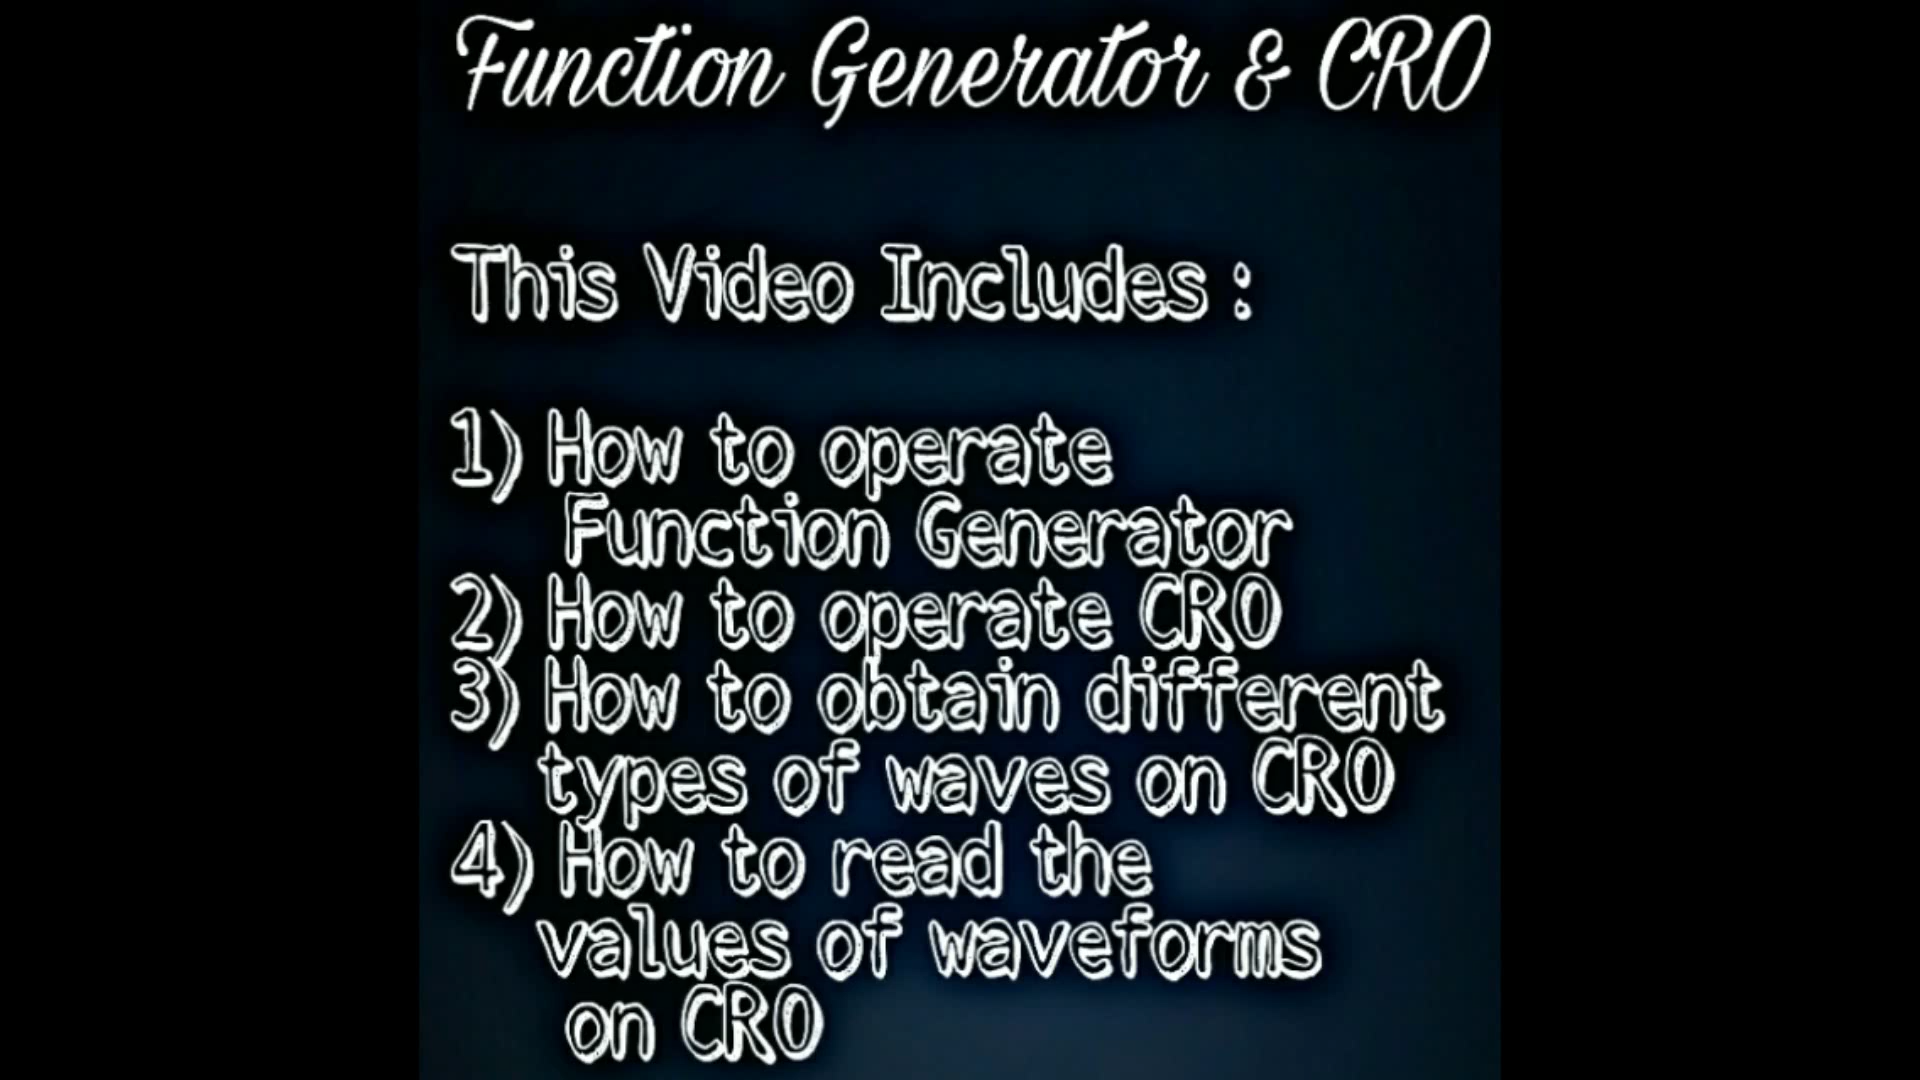 Function Generator & CRO
This Video Includes :
1) How to operate
Function Generator
2) How to operate CRO
3) How to obtain different
types of waves on CRO
4) How to read the
values of waveforms
on CRO